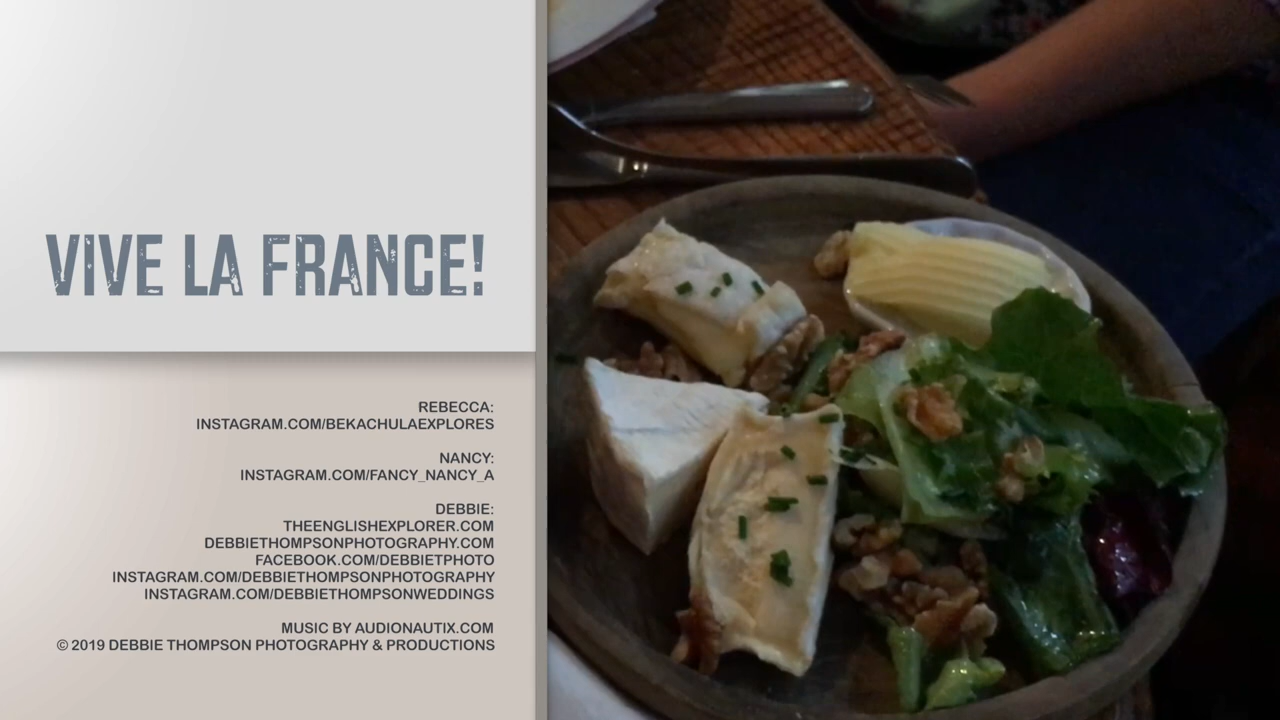 VIVE LA FRANCE!
REBECCA:
INSTAGRAM.COM/BEKACHULAEXPLORES
NANCY:
INSTAGRAM.COM/FANCY_NANCY_A
DEBBIE:
THEENGLISHEXPLORER.COM
DEBBIETHOMPSONPHOTOGRAPHY.COM
FACEBOOK.COM/DEBBIETPHOTO
INSTAGRAM.COM/DEBBIETHOMPSONPHOTOGRAPHY
INSTAGRAM.COM/DEBBIETHOMPSONWEDDINGS
MUSIC BY AUDIONAUTIX.COM
© 2019 DEBBIE THOMPSON PHOTOGRAPHY & PRODUCTIONS